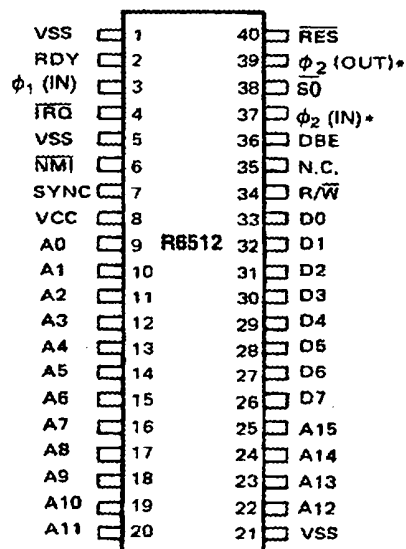 VSS 1 40 R̅E̅S̅
RDY 2 39 ϕ2 (OUT)*
ϕ1 (IN) 3 38 S̅0̅
I̅R̅Q̅ 4 37 ϕ2 (IN)*
VSS 5 36 DBE
N̅M̅I̅ 6 35 N.C.
SYNC 7 34 R/W̅
VCC 8 33 D0
A0 9 R6512 32 D1
A1 10 31 D2
A2 11 30 D3
A3 12 29 D4
A4 13 28 D5
A5 14 27 D6
A6 15 26 D7
A7 16 25 A15
A8 17 24 A14
A9 18 23 A13
A10 19 22 A12
A11 20 21 VSS